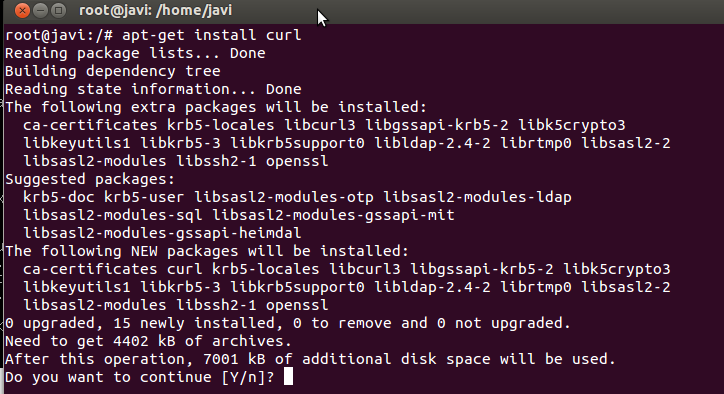 root@javi: /home/javi
root@javi:/# apt-get install curl
Reading package lists... Done
Building dependency tree
Reading state information... Done
The following extra packages will be installed:
  ca-certificates krb5-locales libcurl3 libgssapi-krb5-2 libk5crypto3
  libkeyutils1 libkrb5-3 libkrb5support0 libldap-2.4-2 librtmp0 libsasl2-2
  libsasl2-modules libssh2-1 openssl
Suggested packages:
  krb5-doc krb5-user libsasl2-modules-otp libsasl2-modules-ldap
  libsasl2-modules-sql libsasl2-modules-gssapi-mit
  libsasl2-modules-gssapi-heimdal
The following NEW packages will be installed:
  ca-certificates curl krb5-locales libcurl3 libgssapi-krb5-2 libk5crypto3
  libkeyutils1 libkrb5-3 libkrb5support0 libldap-2.4-2 librtmp0 libsasl2-2
  libsasl2-modules libssh2-1 openssl
0 upgraded, 15 newly installed, 0 to remove and 0 not upgraded.
Need to get 4402 kB of archives.
After this operation, 7001 kB of additional disk space will be used.
Do you want to continue [Y/n]?